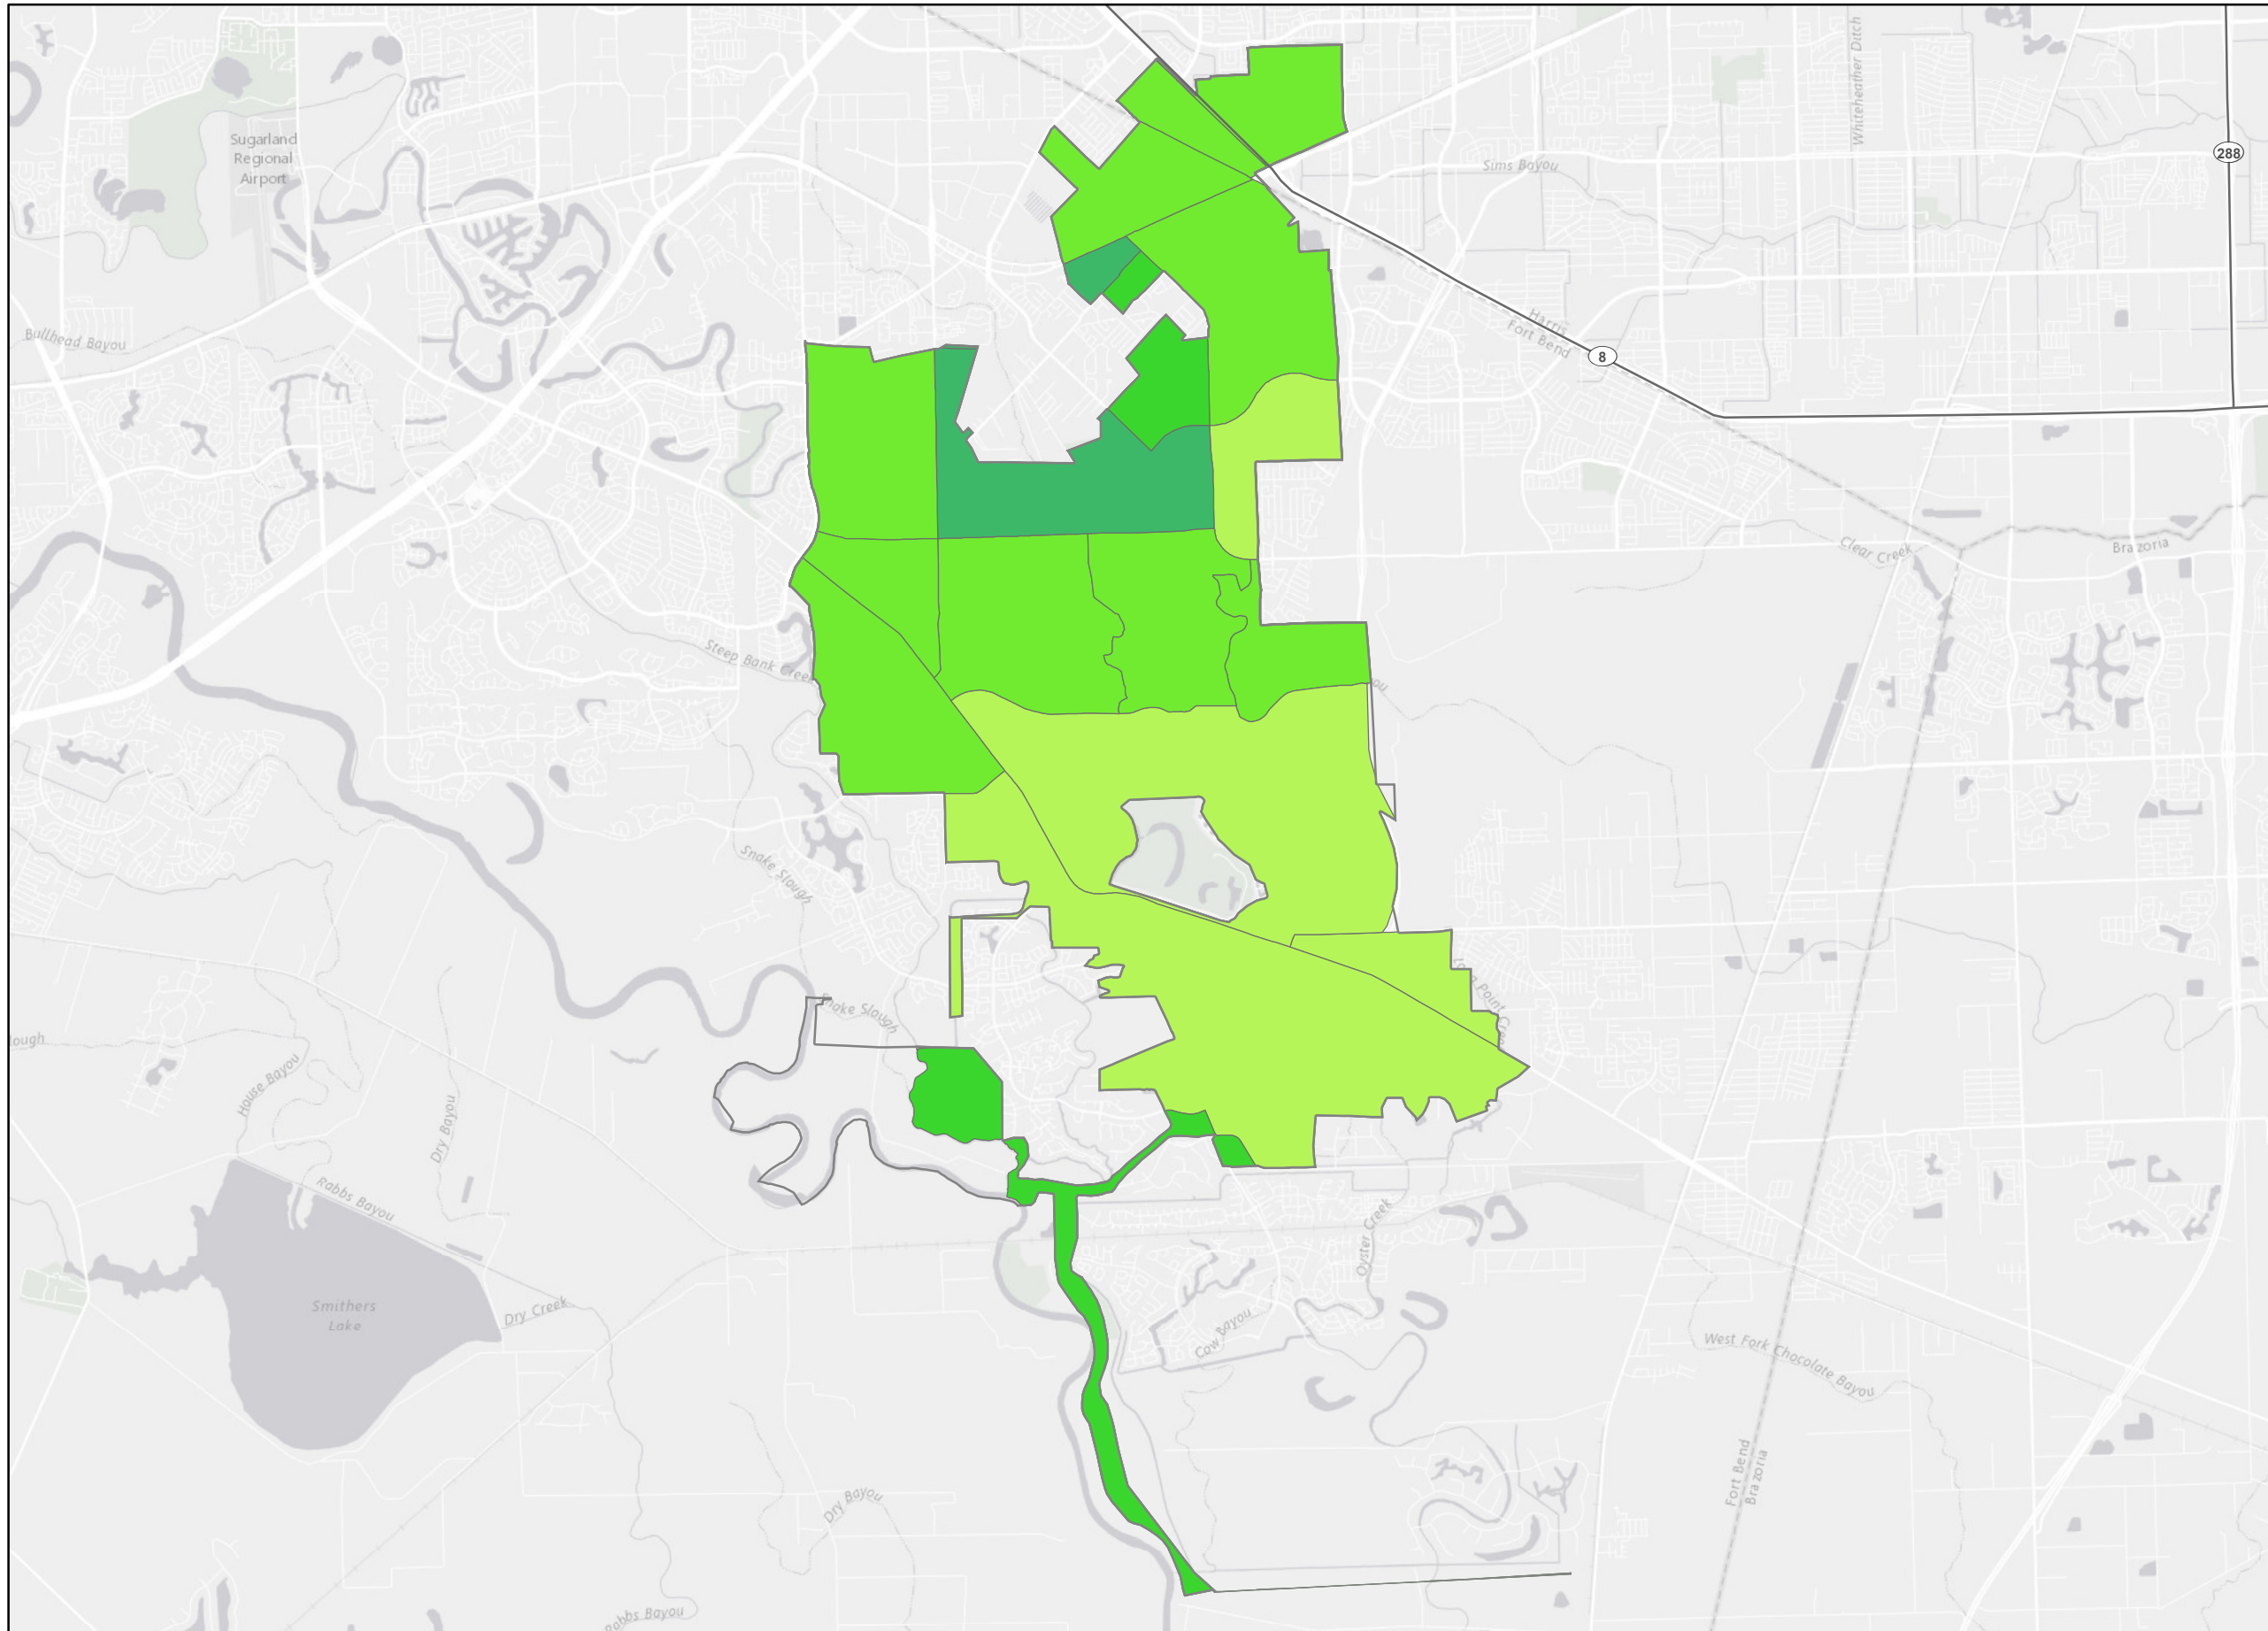 Whiteheather Ditch
Sugarland
Regional
Airport
288
Sims Bayou
Bullhead Bayou
Harris
Fort Bend
8
Clear Creek
Brazoria
Steep Bank Creek
Snake Slough
Snake Slough
House Bayou
Dry Bayou
Rabbs Bayou
Oyster Creek
Smithers
Lake
Dry Creek
Cow Bayou
West Fork Chocolate Bayou
Fort Bend
Brazoria
Dry Bayou
Rabbs Bayou